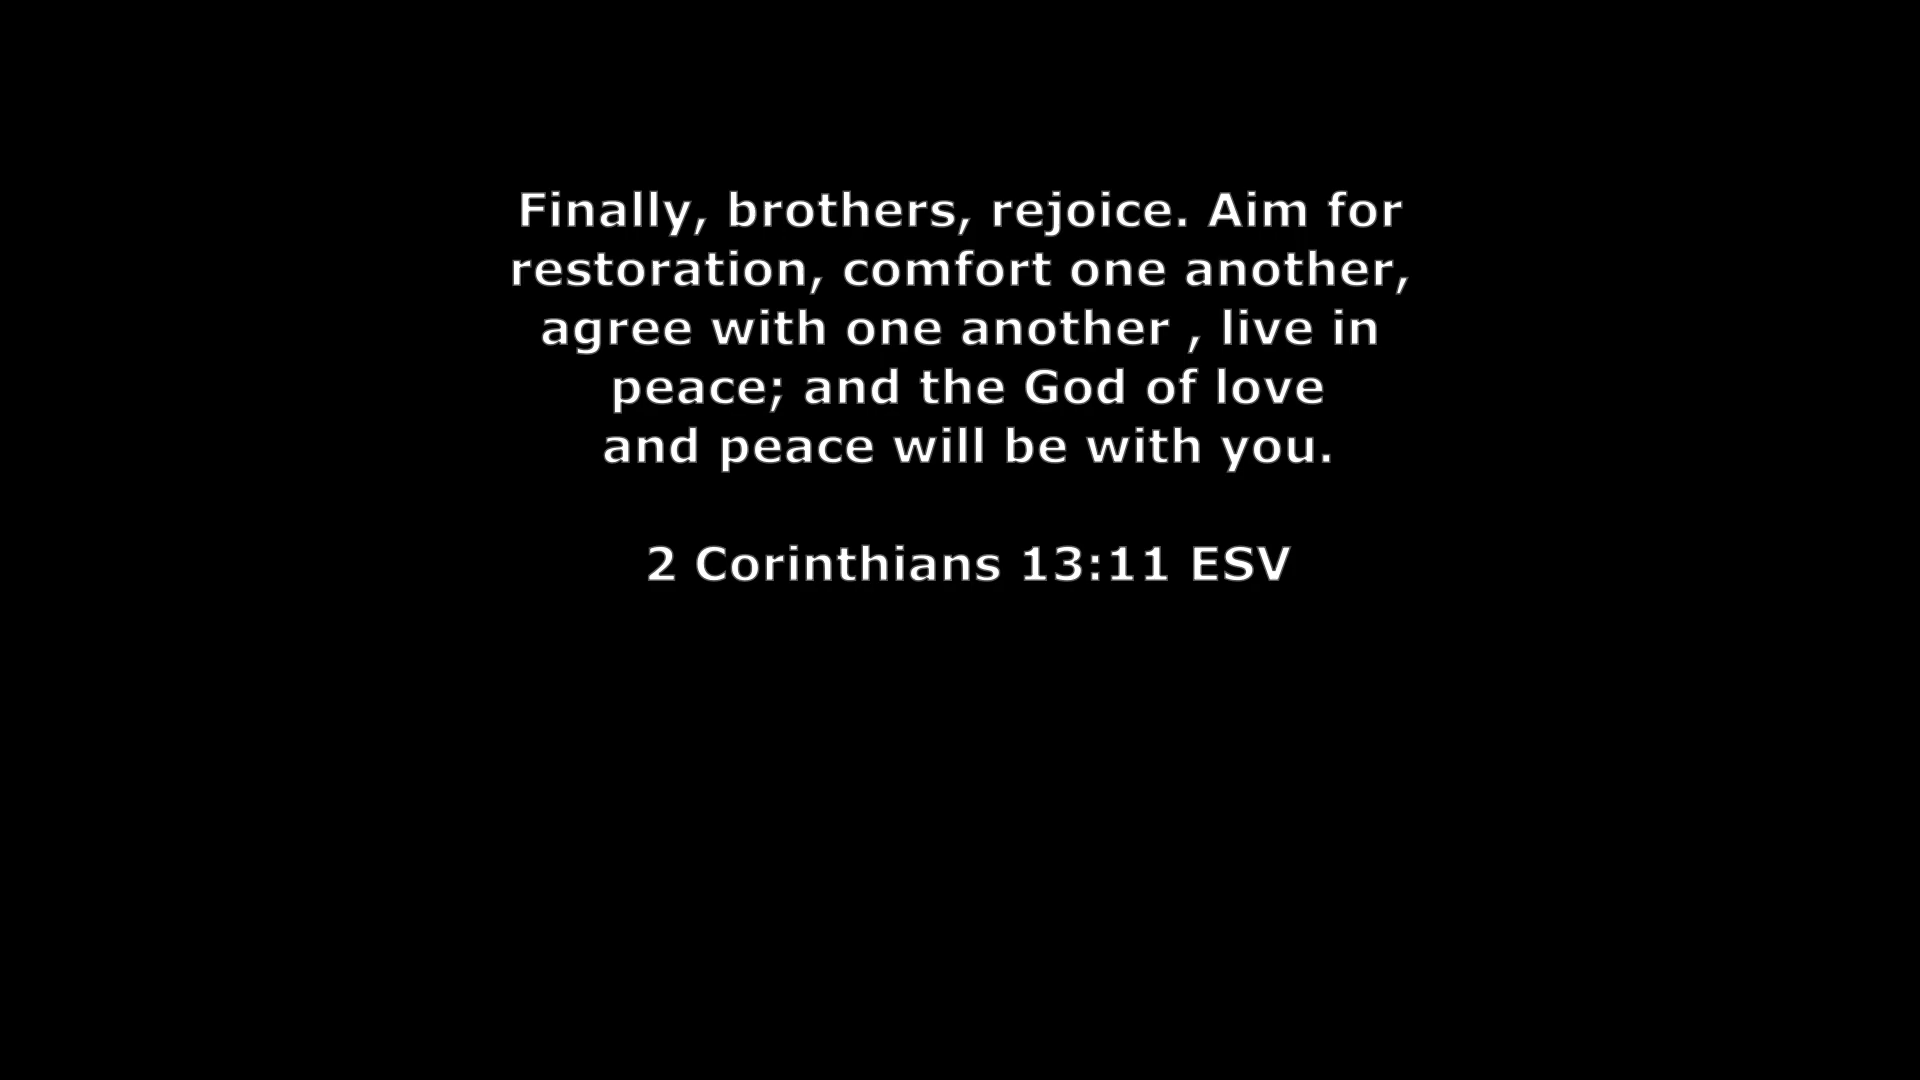 Finally, brothers, rejoice. Aim for
restoration, comfort one another,
agree with one another , live in
peace; and the God of love
and peace will be with you.
2 Corinthians 13:11 ESV